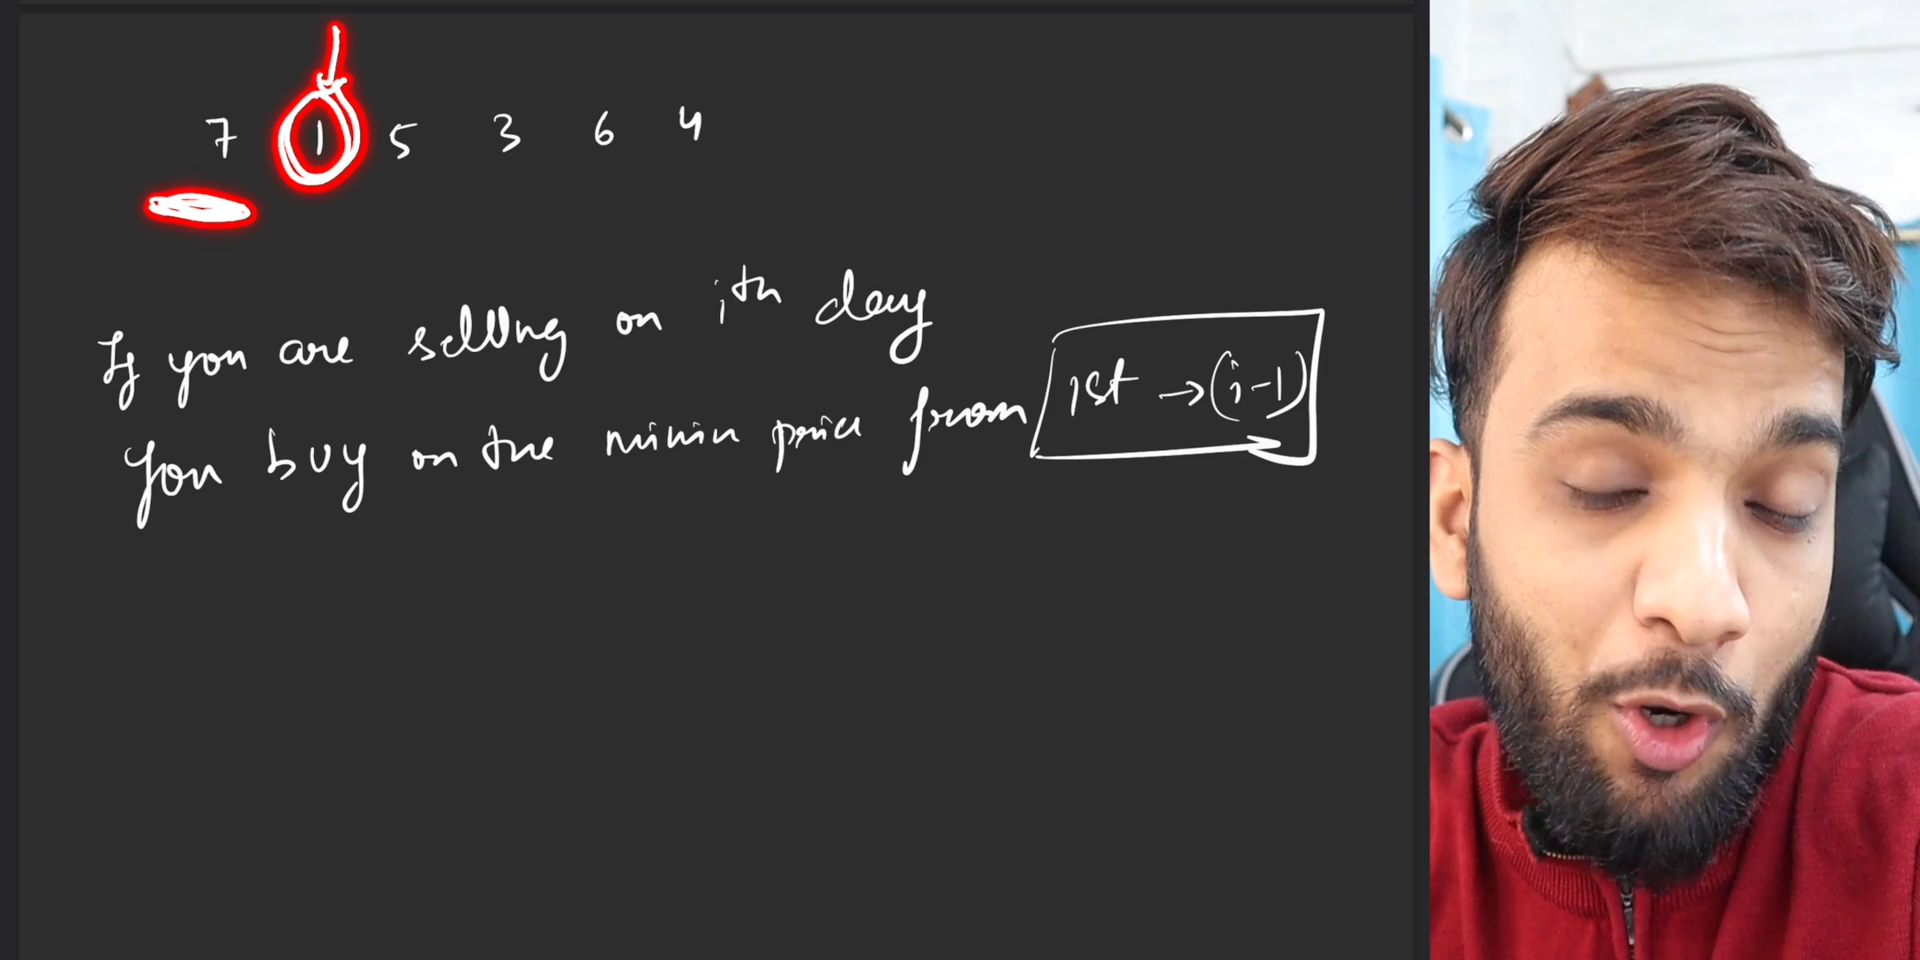 7 1 5 3 6 4
If you are selling on ith day
You buy on the minim price from 1st → (i-1)